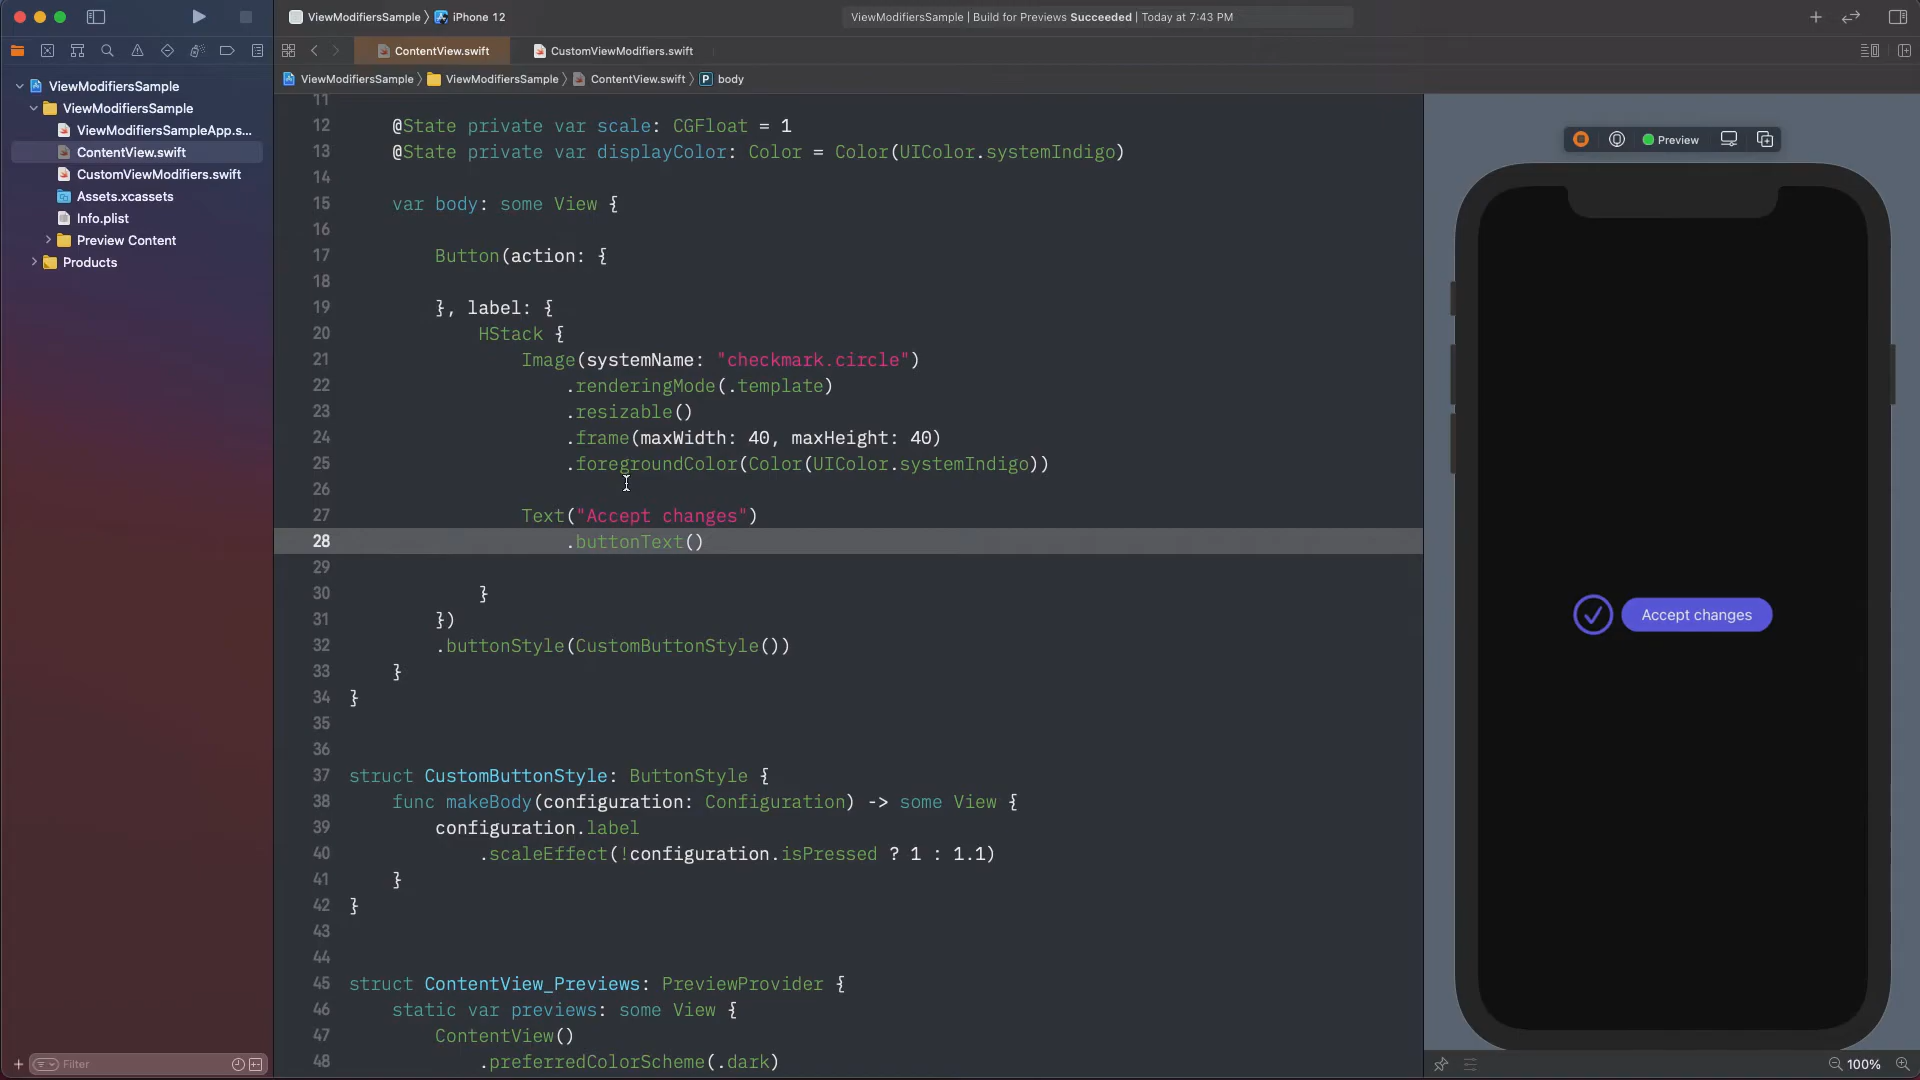 ViewModifiersSample 〉 iPhone 12
ViewModifiersSample | Build for Previews Succeeded | Today at 7:43 PM
ContentView.swift
CustomViewModifiers.swift
ViewModifiersSample 〉 ViewModifiersSample 〉 ContentView.swift 〉 P body
ViewModifiersSample
ViewModifiersSample
ViewModifiersSampleApp.s...
ContentView.swift
CustomViewModifiers.swift
Assets.xcassets
Info.plist
Preview Content
Products
Filter
11
12 @State private var scale: CGFloat = 1
13 @State private var displayColor: Color = Color(UIColor.systemIndigo)
14
15 var body: some View {
16
17 Button(action: {
18
19 }, label: {
20 HStack {
21 Image(systemName: "checkmark.circle")
22 .renderingMode(.template)
23 .resizable()
24 .frame(maxWidth: 40, maxHeight: 40)
25 .foregroundColor(Color(UIColor.systemIndigo))
26
27 Text("Accept changes")
28 .buttonText()
29
30 }
31 })
32 .buttonStyle(CustomButtonStyle())
33 }
34 }
35
36
37 struct CustomButtonStyle: ButtonStyle {
38 func makeBody(configuration: Configuration) -> some View {
39 configuration.label
40 .scaleEffect(!configuration.isPressed ? 1 : 1.1)
41 }
42 }
43
44
45 struct ContentView_Previews: PreviewProvider {
46 static var previews: some View {
47 ContentView()
48 .preferredColorScheme(.dark)
Preview
Accept changes
100%